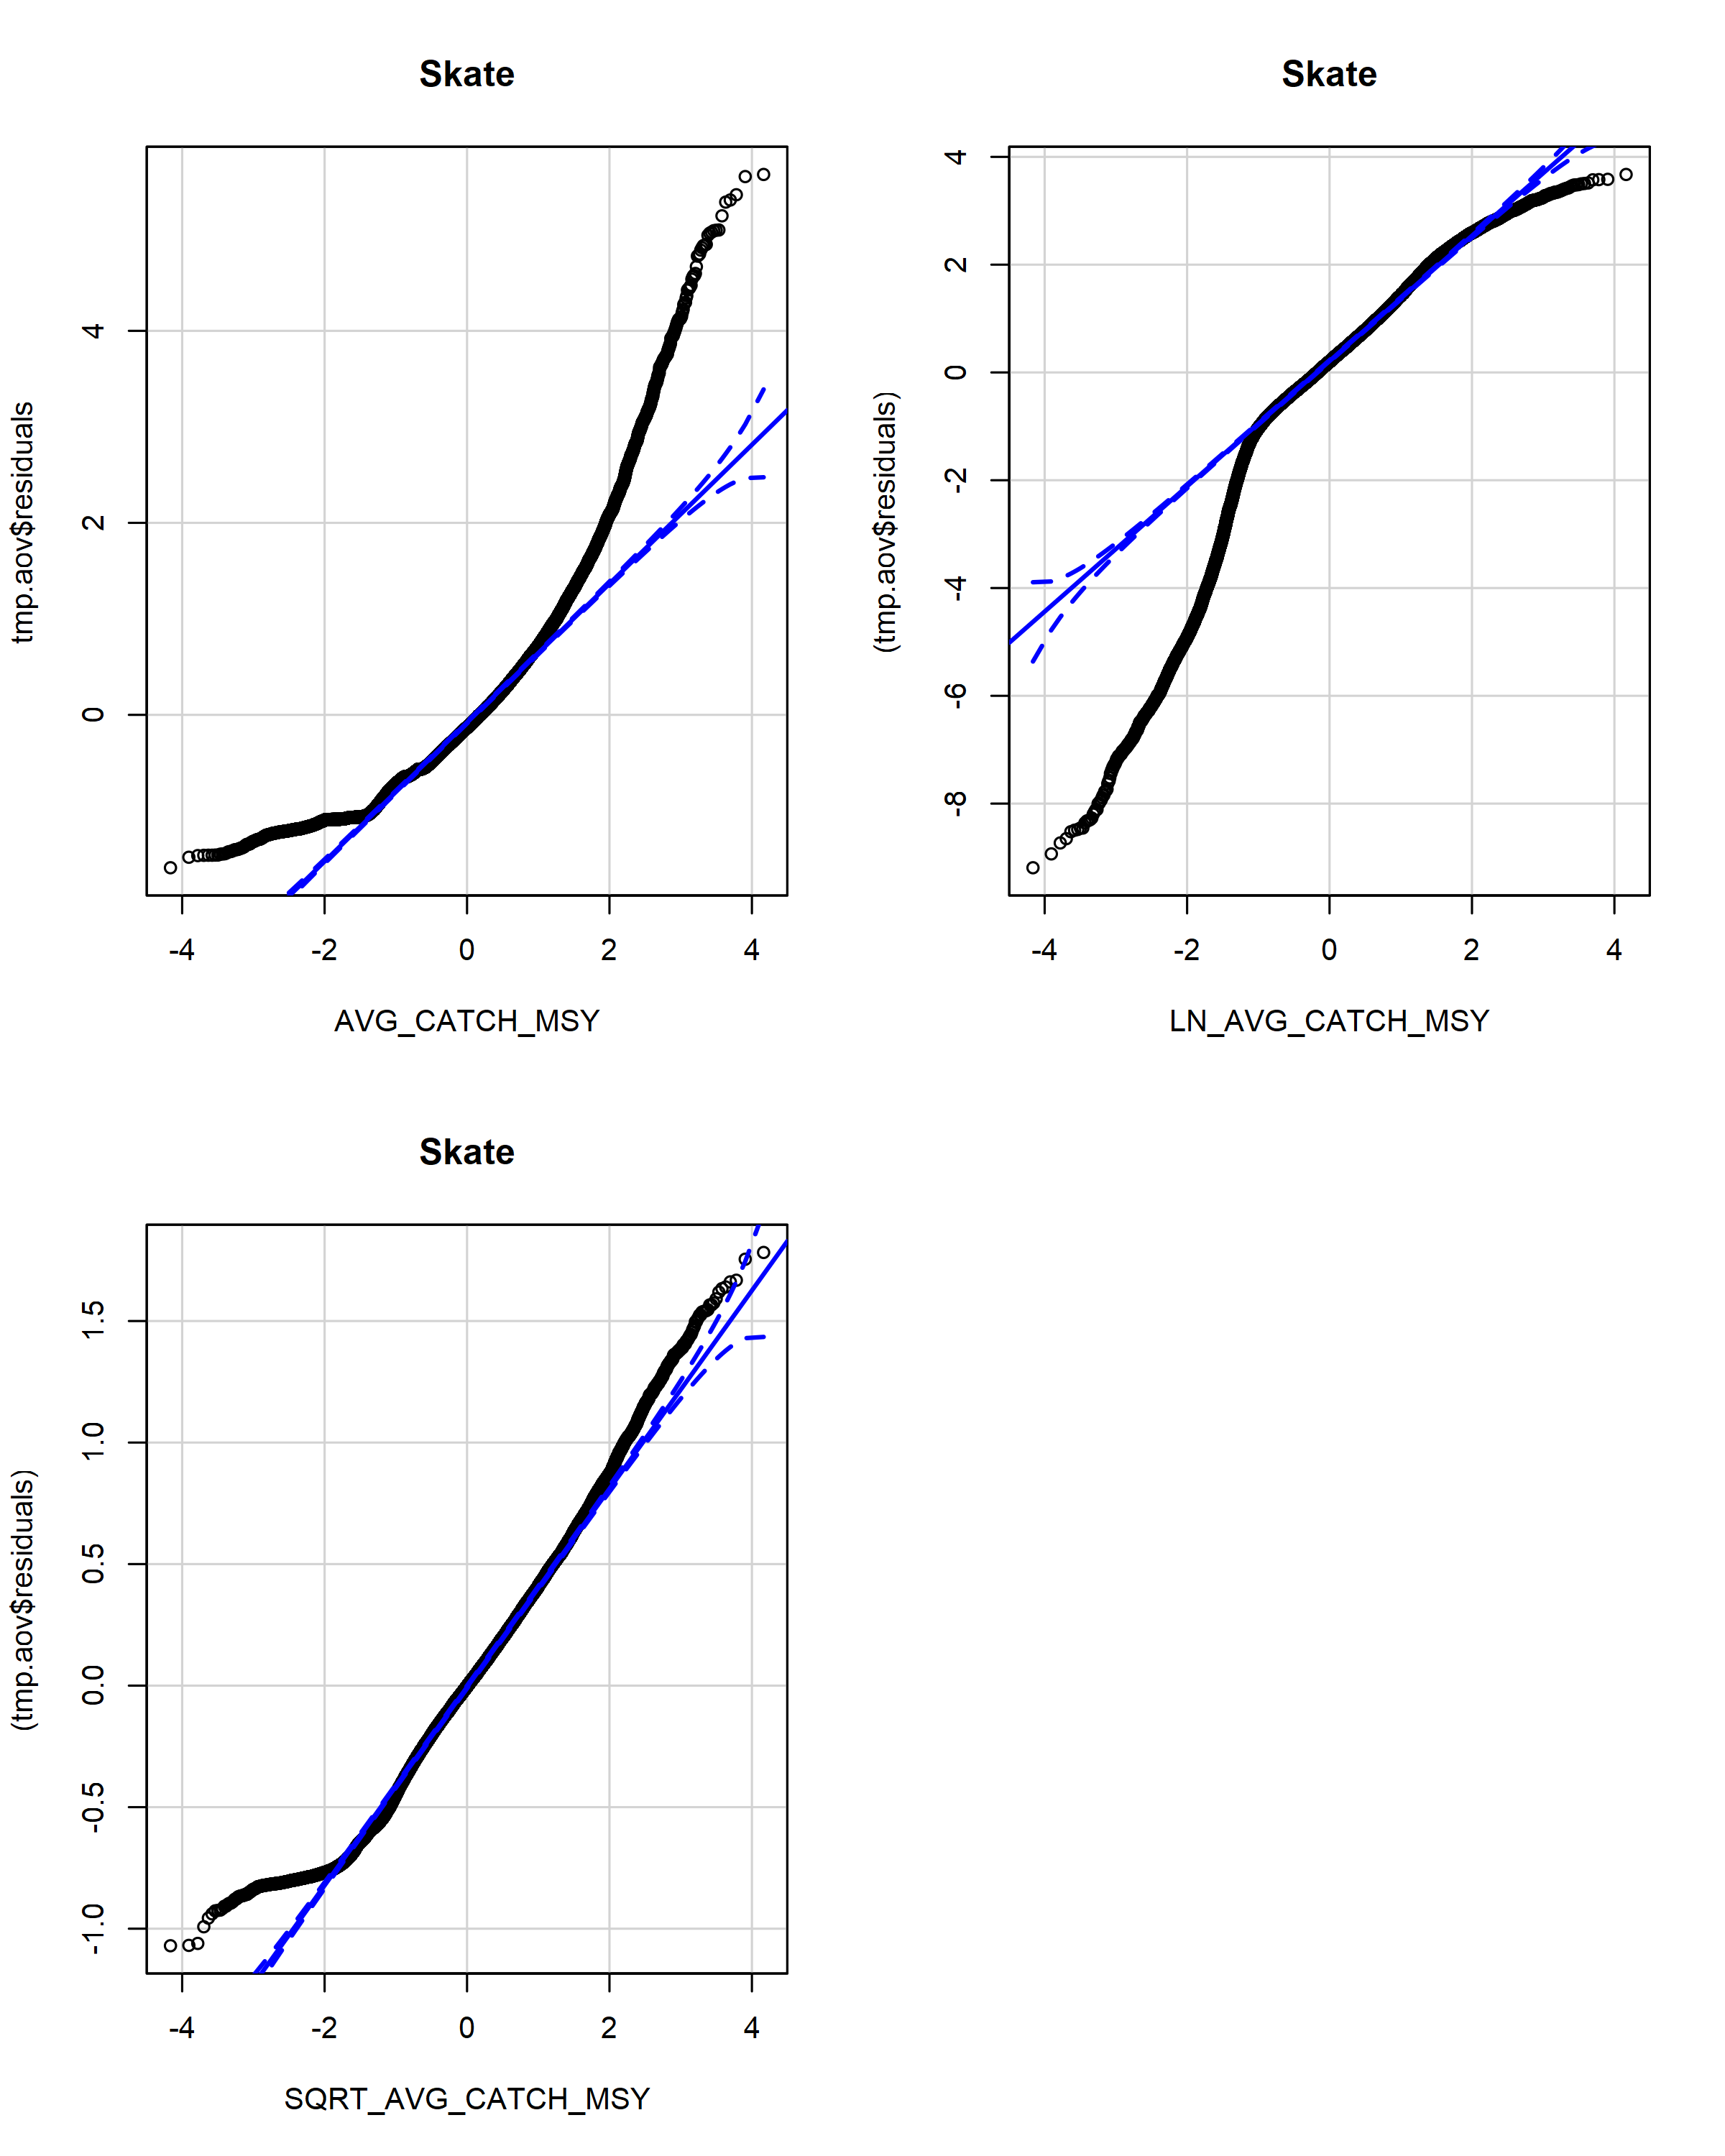 Skate
tmp.aov$residuals
4
2
0
-4 -2 0 2 4
AVG_CATCH_MSY
Skate
(tmp.aov$residuals)
4
2
0
-2
-4
-6
-8
-4 -2 0 2 4
LN_AVG_CATCH_MSY
Skate
(tmp.aov$residuals)
1.5
1.0
0.5
0.0
-0.5
-1.0
-4 -2 0 2 4
SQRT_AVG_CATCH_MSY